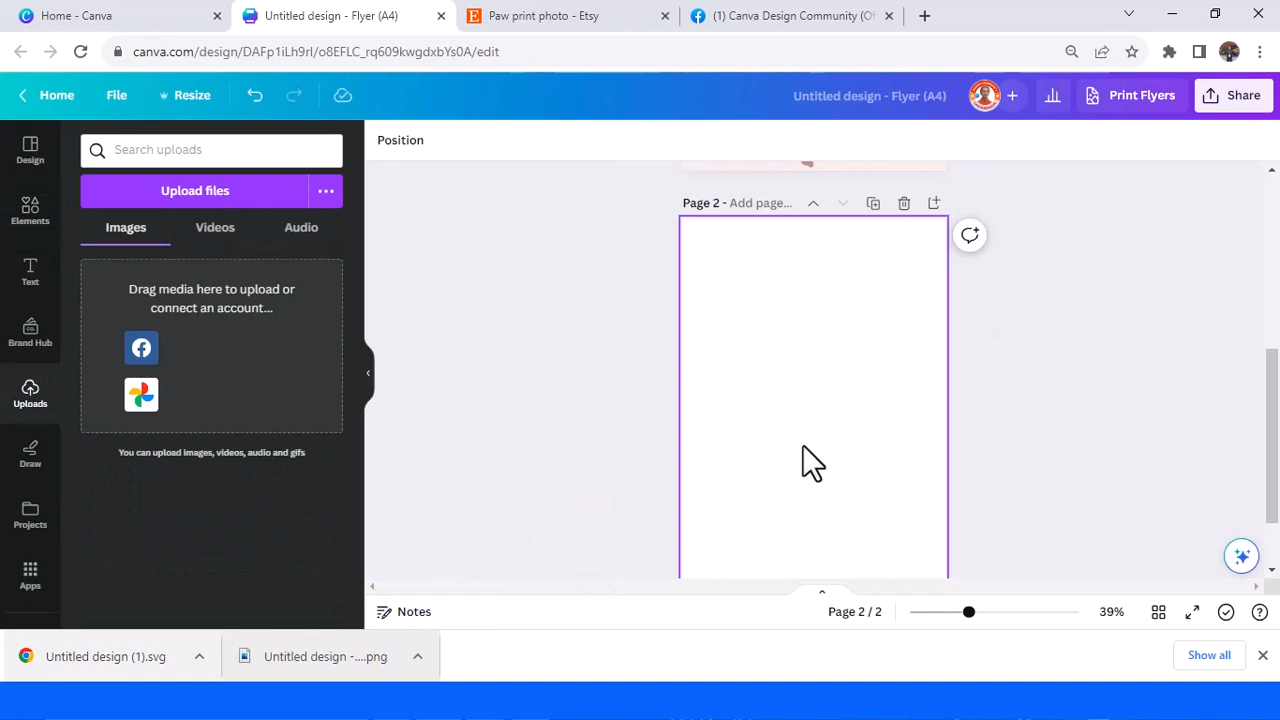 Home - Canva
Untitled design - Flyer (A4)
Paw print photo - Etsy
(1) Canva Design Community (Of
canva.com/design/DAFp1iLh9rI/o8EFLC_rq609kwgdxbYs0A/edit
Home
File
Resize
Untitled design - Flyer (A4)
Print Flyers
Share
Design
Elements
Text
Brand Hub
Uploads
Draw
Projects
Apps
Search uploads
Upload files
Images
Videos
Audio
Drag media here to upload or
connect an account...
You can upload images, videos, audio and gifs
Position
Page 2 - Add page...
Notes
Page 2 / 2
39%
Untitled design (1).svg
Untitled design -....png
Show all